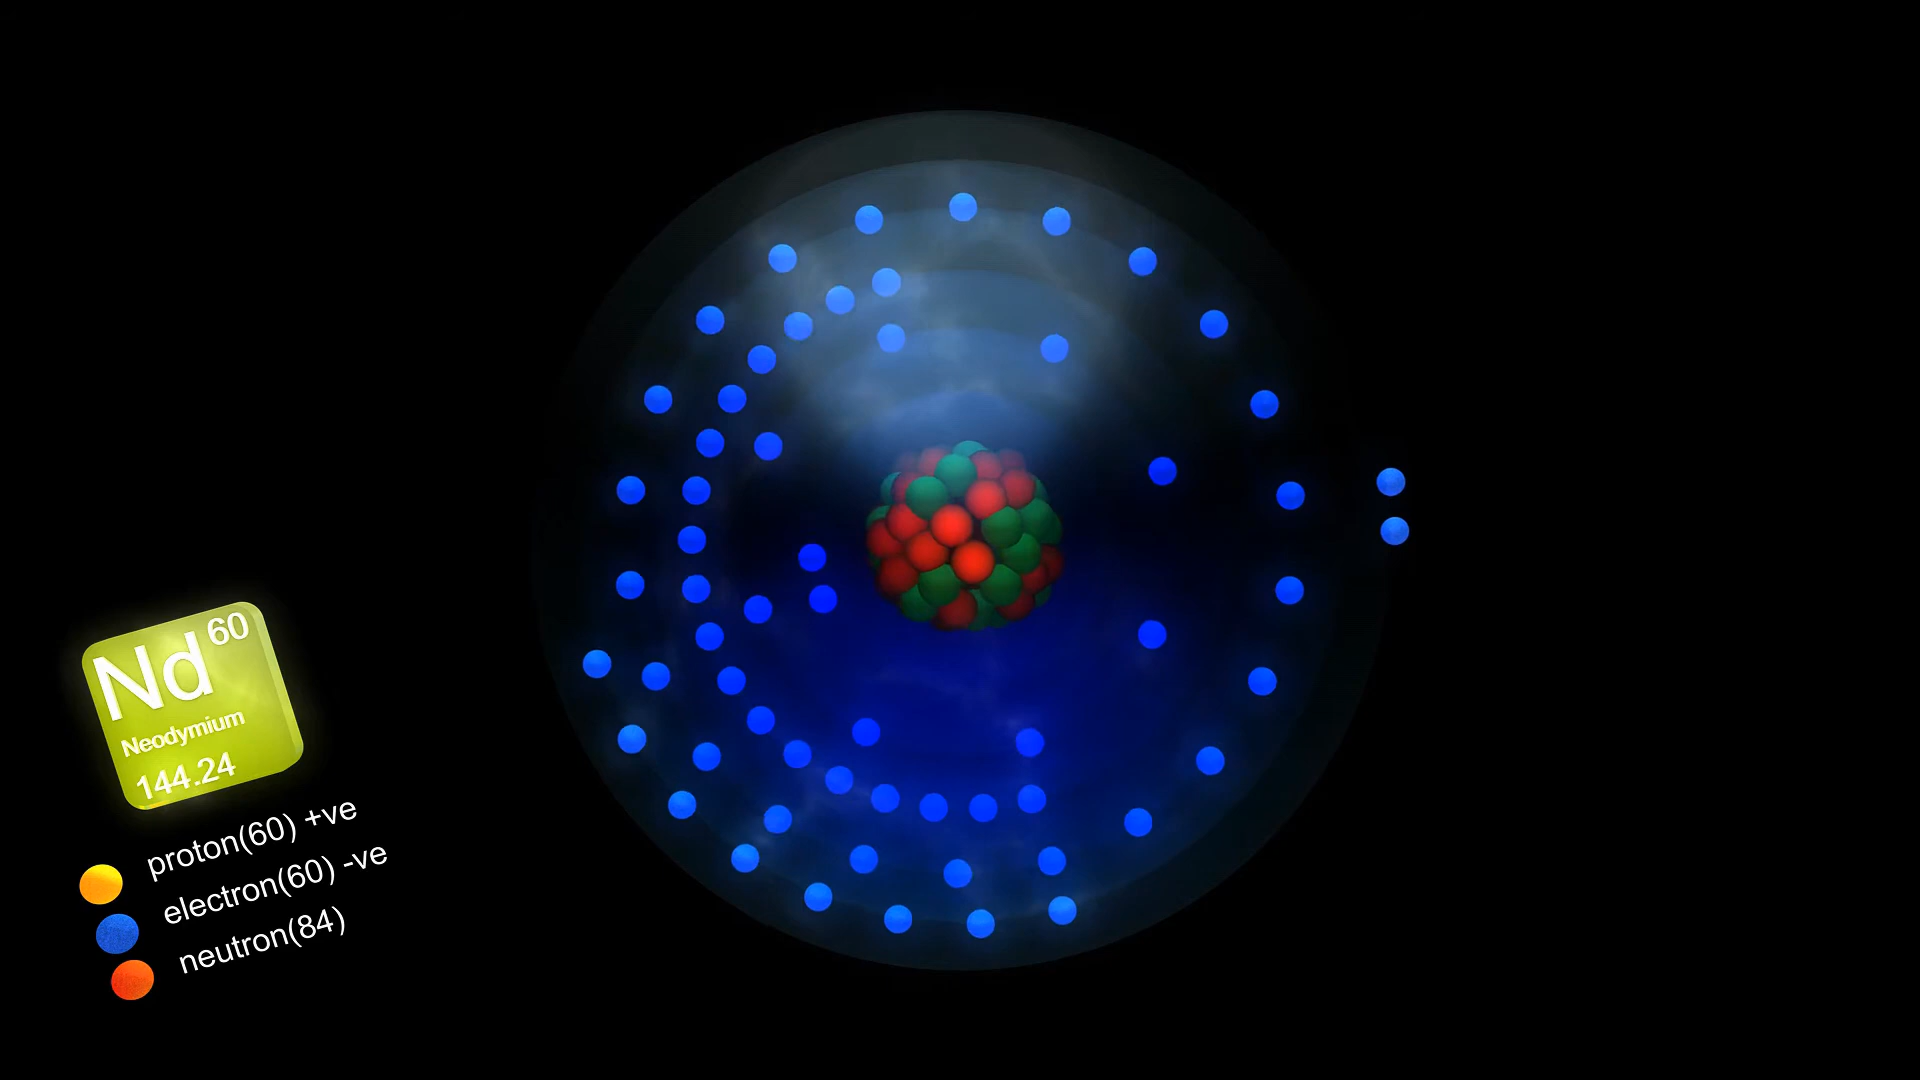 Nd 60
Neodymium
144.24
proton(60) +ve
electron(60) -ve
neutron(84)